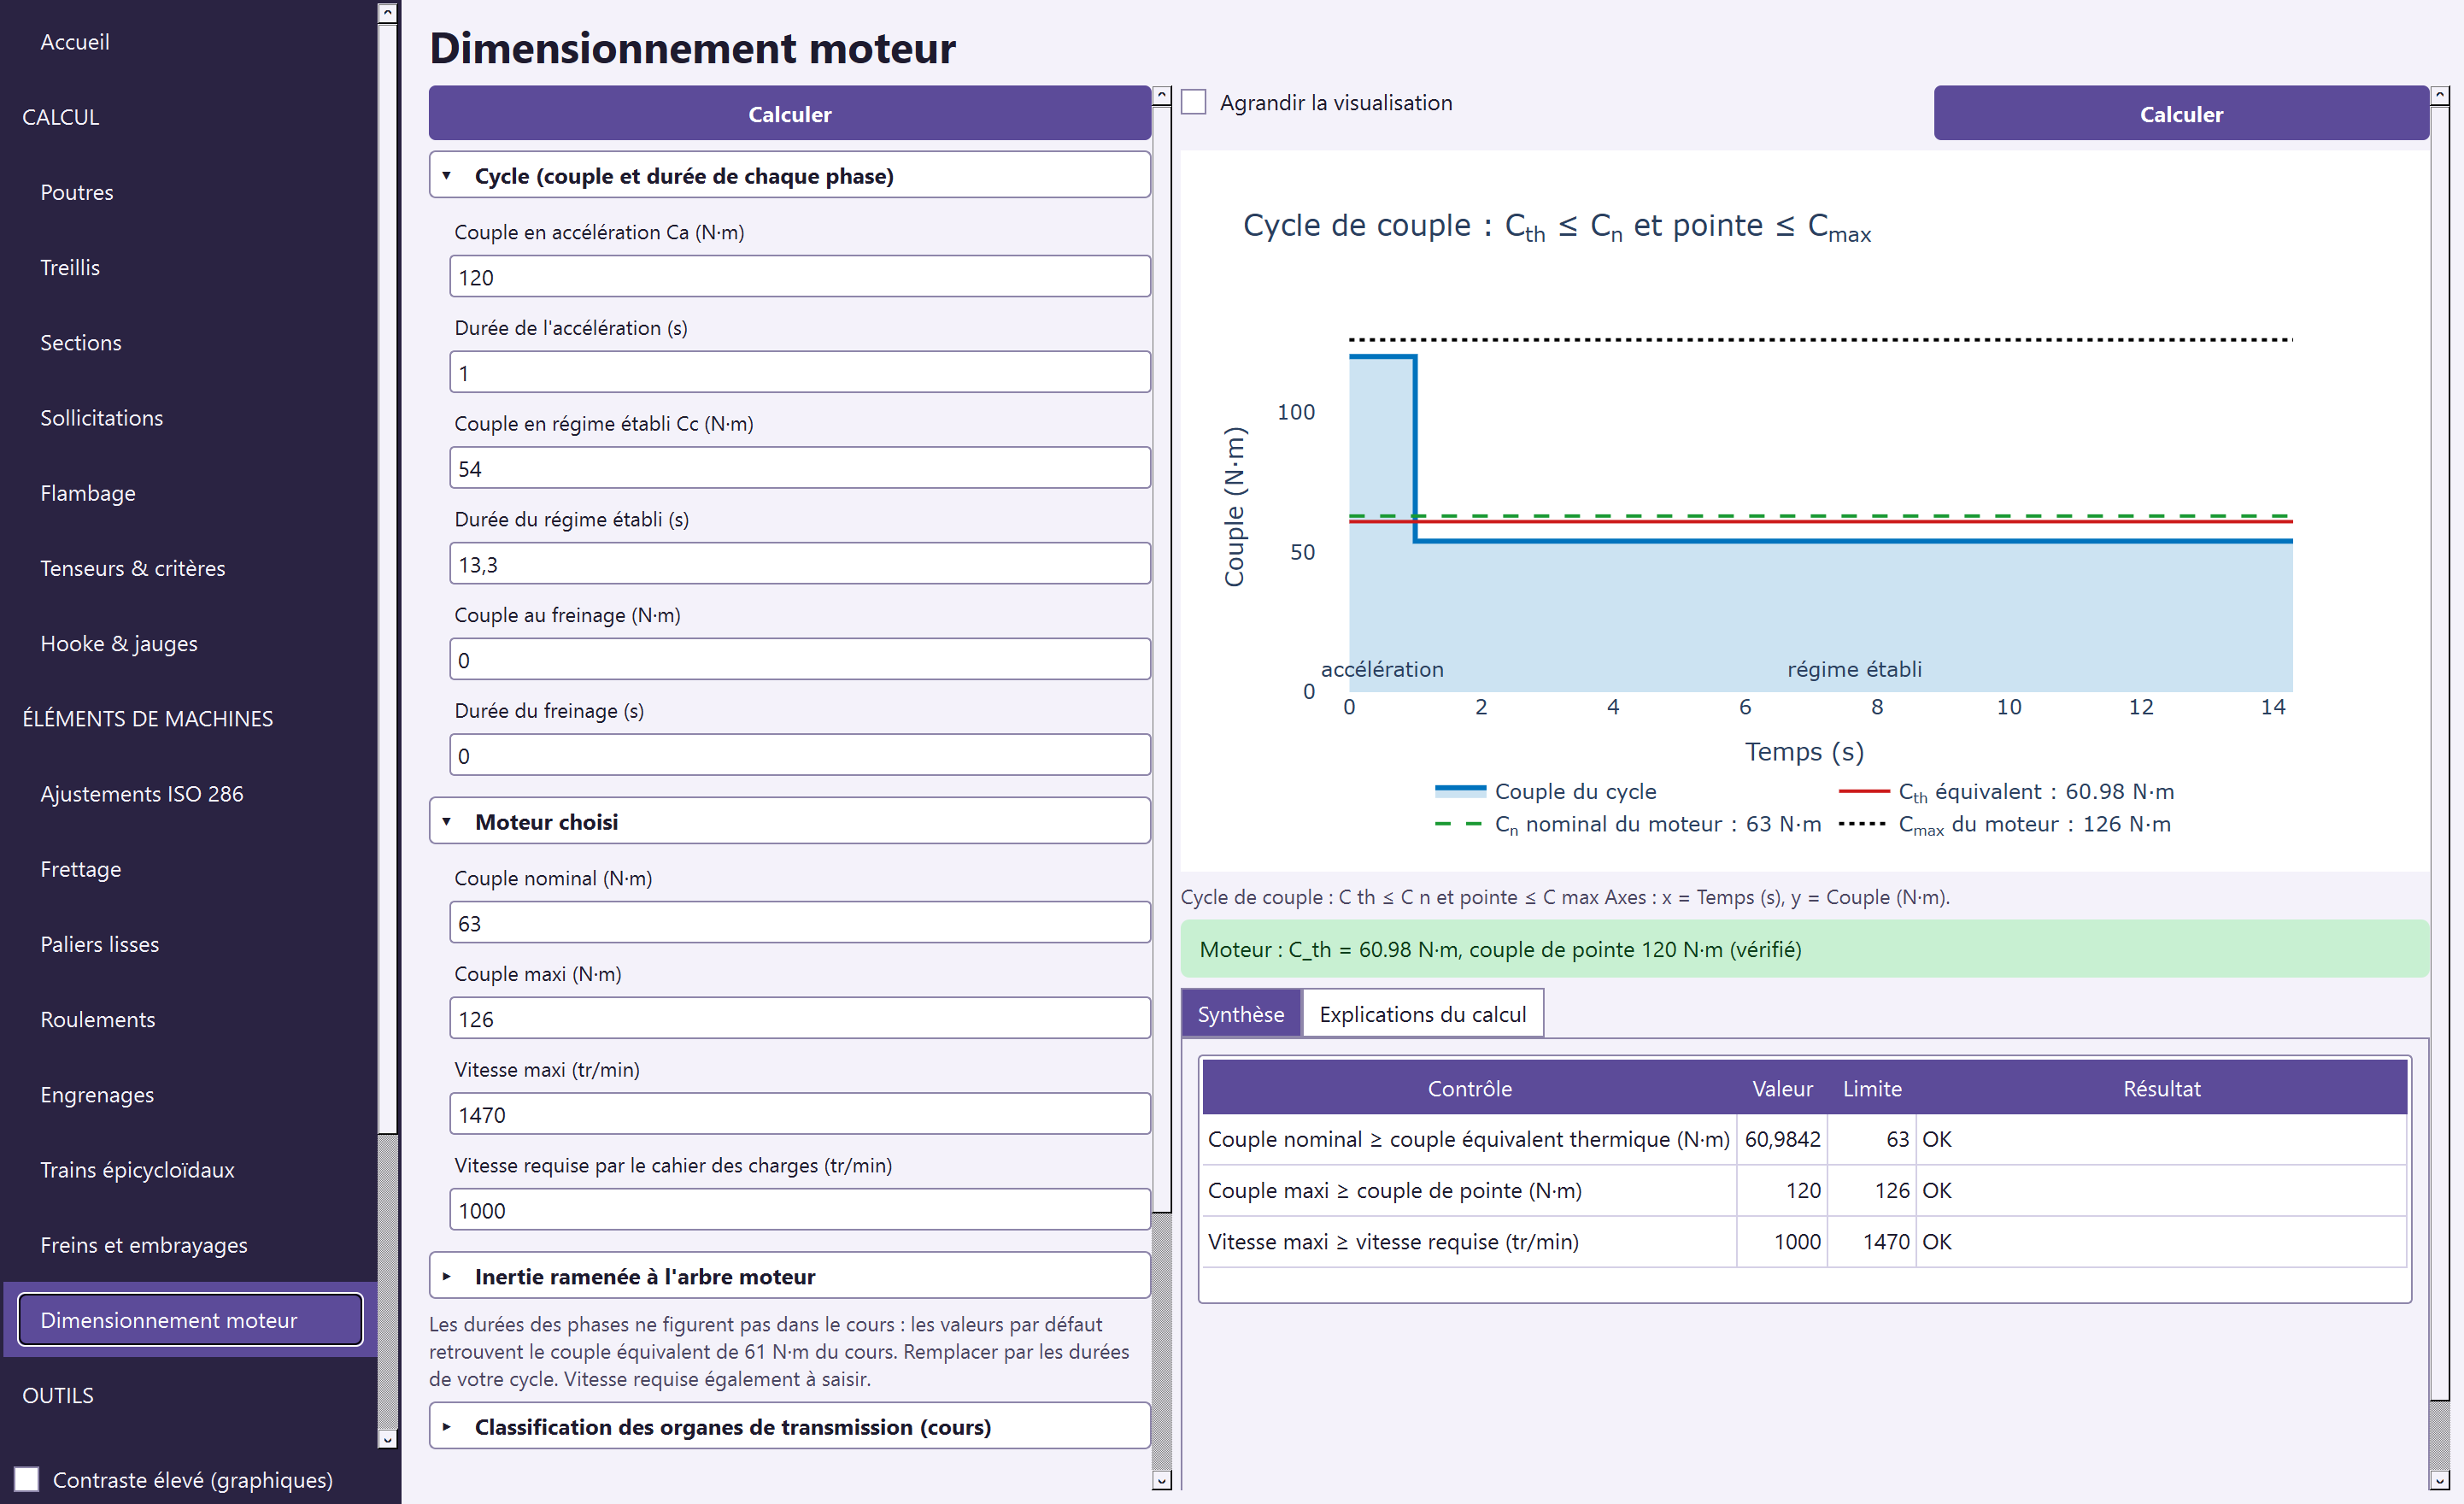 Accueil
CALCUL
Poutres
Treillis
Sections
Sollicitations
Flambage
Tenseurs & critères
Hooke & jauges
ÉLÉMENTS DE MACHINES
Ajustements ISO 286
Frettage
Paliers lisses
Roulements
Engrenages
Trains épicycloïdaux
Freins et embrayages
Dimensionnement moteur
OUTILS
Contraste élevé (graphiques)
Dimensionnement moteur
Calculer
Cycle (couple et durée de chaque phase)
Couple en accélération Ca (N·m)
120
Durée de l'accélération (s)
1
Couple en régime établi Cc (N·m)
54
Durée du régime établi (s)
13,3
Couple au freinage (N·m)
0
Durée du freinage (s)
0
Moteur choisi
Couple nominal (N·m)
63
Couple maxi (N·m)
126
Vitesse maxi (tr/min)
1470
Vitesse requise par le cahier des charges (tr/min)
1000
Inertie ramenée à l'arbre moteur
Les durées des phases ne figurent pas dans le cours : les valeurs par défaut
retrouvent le couple équivalent de 61 N·m du cours. Remplacer par les durées
de votre cycle. Vitesse requise également à saisir.
Classification des organes de transmission (cours)
Agrandir la visualisation
Calculer
Cycle de couple : Cth ≤ Cn et pointe ≤ Cmax
Couple (N·m)
100
50
0
accélération
régime établi
0 2 4 6 8 10 12 14
Temps (s)
Couple du cycle
Cth équivalent : 60.98 N·m
Cn nominal du moteur : 63 N·m
Cmax du moteur : 126 N·m
Cycle de couple : C th ≤ C n et pointe ≤ C max Axes : x = Temps (s), y = Couple (N·m).
Moteur : C_th = 60.98 N·m, couple de pointe 120 N·m (vérifié)
Synthèse
Explications du calcul
Contrôle Valeur Limite Résultat
Couple nominal ≥ couple équivalent thermique (N·m) 60,9842 63 OK
Couple maxi ≥ couple de pointe (N·m) 120 126 OK
Vitesse maxi ≥ vitesse requise (tr/min) 1000 1470 OK